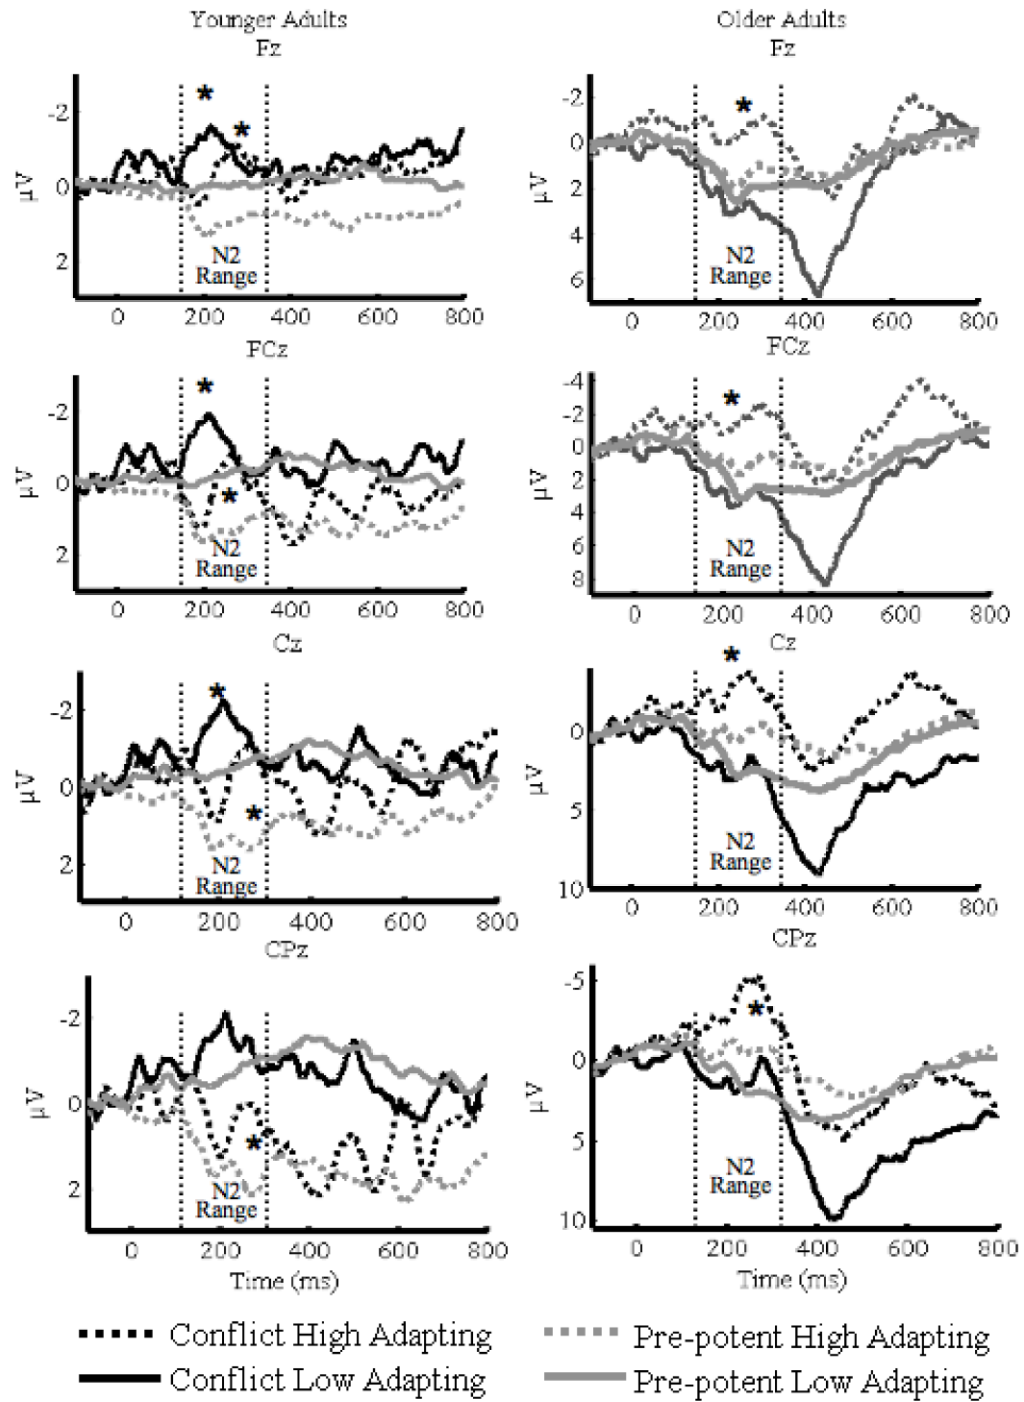 Younger Adults
Fz
*
*
-2
0
2
μV
N2
Range
0 200 400 600 800
FCz
*
*
-2
0
2
μV
N2
Range
0 200 400 600 800
Cz
*
*
-2
0
2
μV
N2
Range
0 200 400 600 800
CPz
*
-2
0
2
μV
N2
Range
0 200 400 600 800
Time (ms)
Older Adults
Fz
*
-2
0
2
4
6
μV
N2
Range
0 200 400 600 800
FCz
*
-4
-2
0
2
4
6
8
μV
N2
Range
0 200 400 600 800
Cz
*
0
5
10
μV
N2
Range
0 200 400 600 800
CPz
*
-5
0
5
10
μV
N2
Range
0 200 400 600 800
Time (ms)
Conflict High Adapting
Conflict Low Adapting
Pre-potent High Adapting
Pre-potent Low Adapting